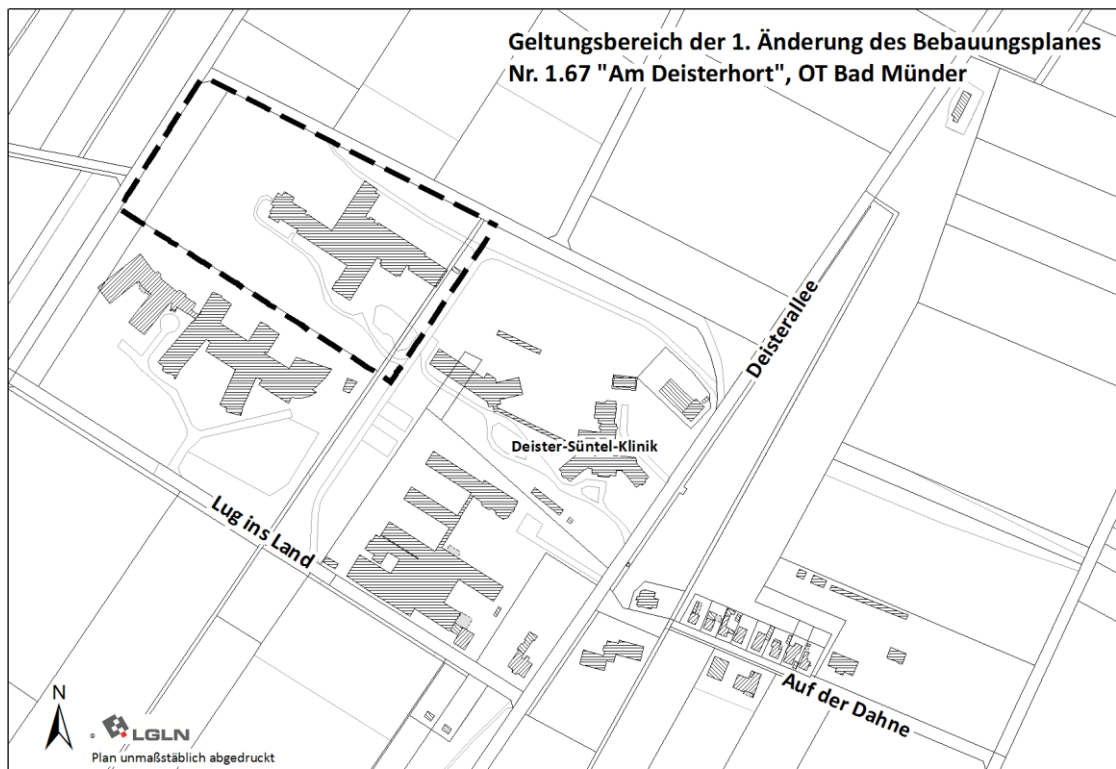 Geltungsbereich der 1. Änderung des Bebauungsplanes
Nr. 1.67 "Am Deisterhort", OT Bad Münder
Deisterallee
Deister-Süntel-Klinik
Lug ins Land
Auf der Dahne
N
© LGLN
Plan unmaßstäblich abgedruckt